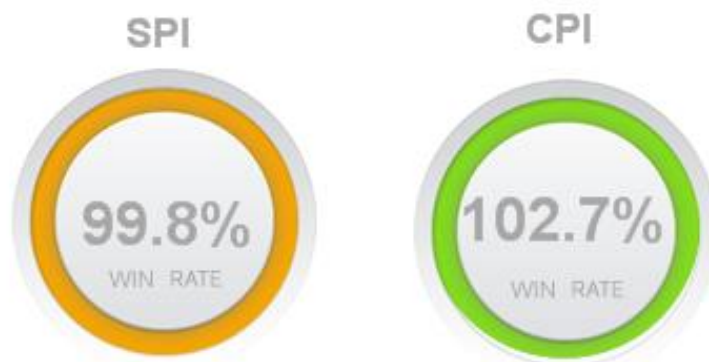 SPI
99.8%
WIN RATE
CPI
102.7%
WIN RATE